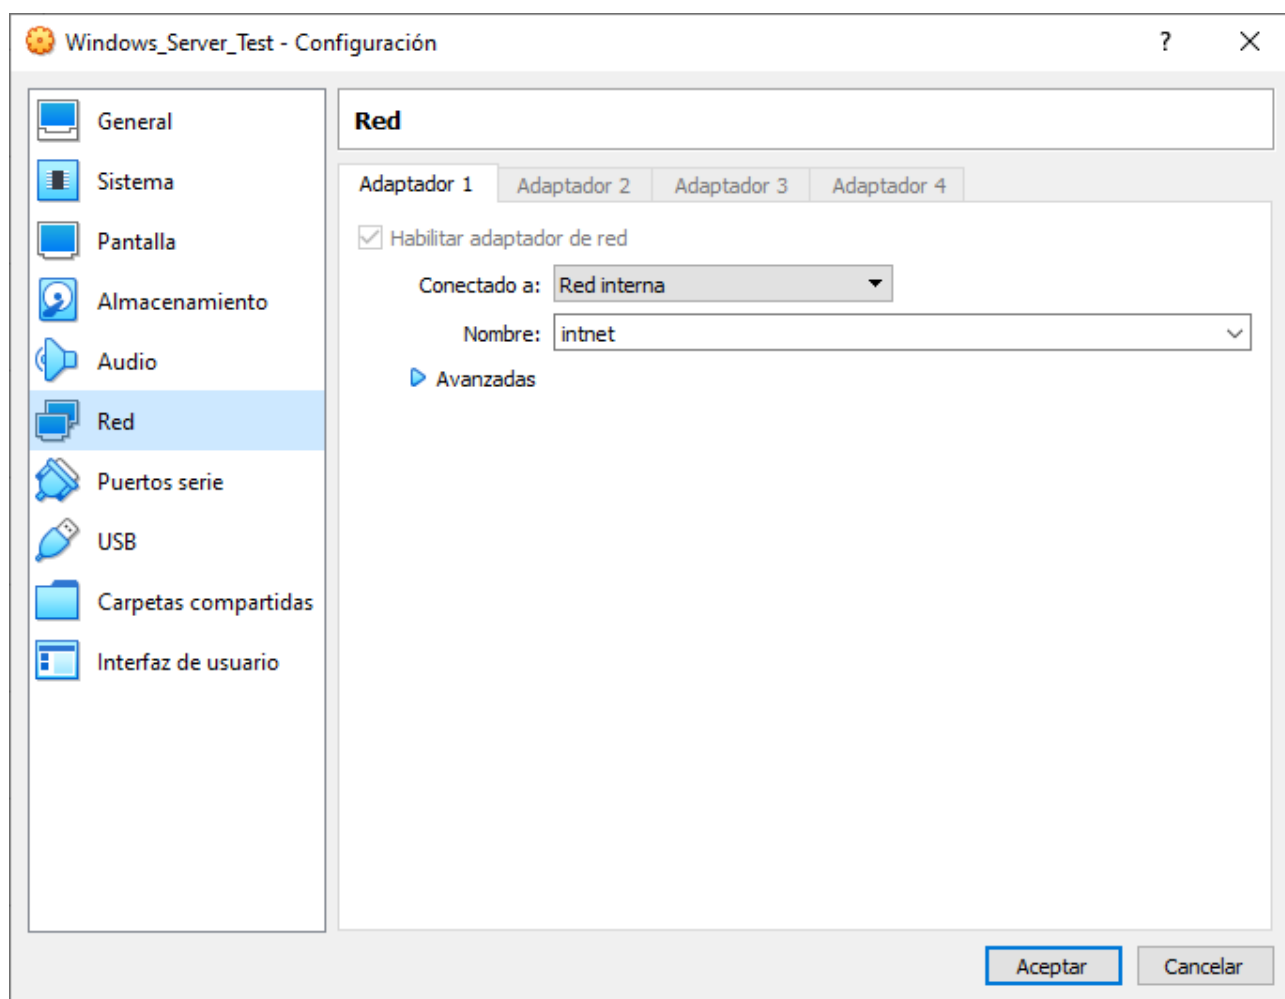 Windows_Server_Test - Configuración
?
General
Sistema
Pantalla
Almacenamiento
Audio
Red
Puertos serie
USB
Carpetas compartidas
Interfaz de usuario
Red
Adaptador 1 Adaptador 2 Adaptador 3 Adaptador 4
Habilitar adaptador de red
Conectado a: Red interna
Nombre: intnet
Avanzadas
Aceptar Cancelar